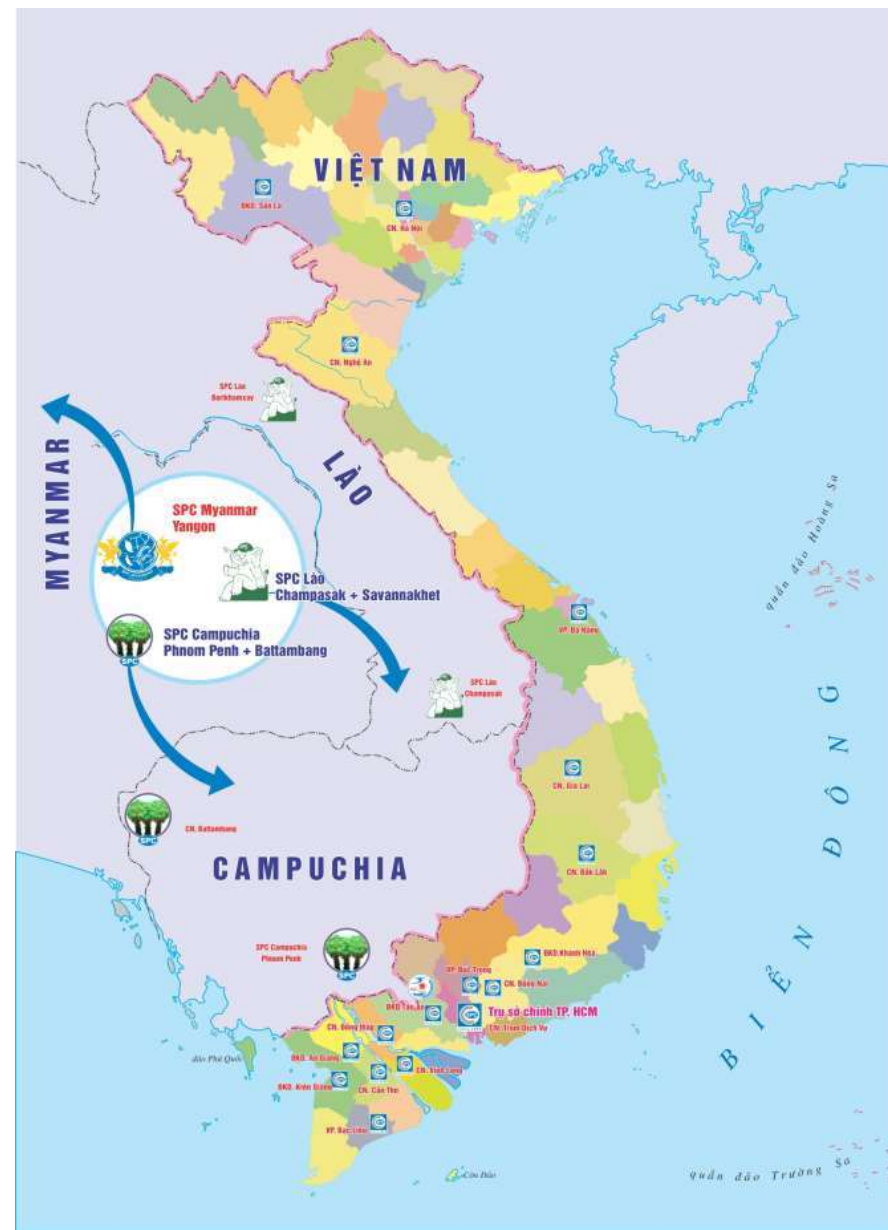 VIỆT NAM
ĐKD. Sơn La
CN. Hà Nội
CN. Nghệ An
SPC Lào
Borikhamxay
LÀO
MYANMAR
SPC Myanmar
Yangon
SPC Lào
Champasak + Savannakhet
SPC Campuchia
Phnom Penh + Battambang
SPC
quần đảo Hoàng Sa
VP. Đà Nẵng
SPC Lào
Champasak
CN. Gia Lai
CN. Battambang
SPC
CAMPUCHIA
CN. Đắk Lắk
BIỂN ĐÔNG
SPC Campuchia
Phnom Penh
SPC
ĐKD Khánh Hòa
VP. Đức Trọng
CN. Đồng Nai
Trụ sở chính TP. HCM
CN. Trạm Dịch Vụ
CN. Đồng Tháp
đảo Phú Quốc
ĐKD. An Giang
CN. Vĩnh Long
ĐKD. Kiên Giang
CN. Cần Thơ
VP. Bạc Liêu
Côn Đảo
quần đảo Trường Sa